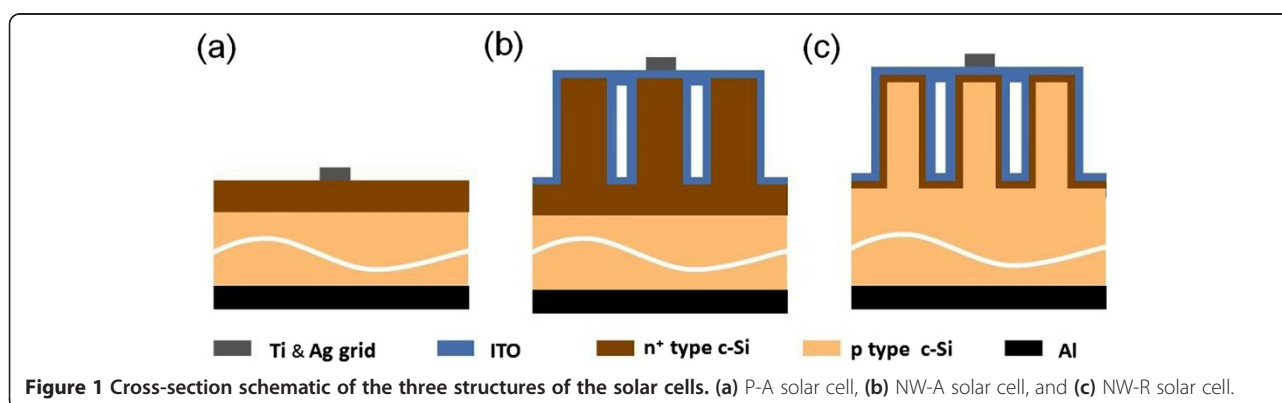 (a)
(b)
(c)
Ti & Ag grid
ITO
n⁺ type c-Si
p type c-Si
Al
Figure 1 Cross-section schematic of the three structures of the solar cells. (a) P-A solar cell, (b) NW-A solar cell, and (c) NW-R solar cell.